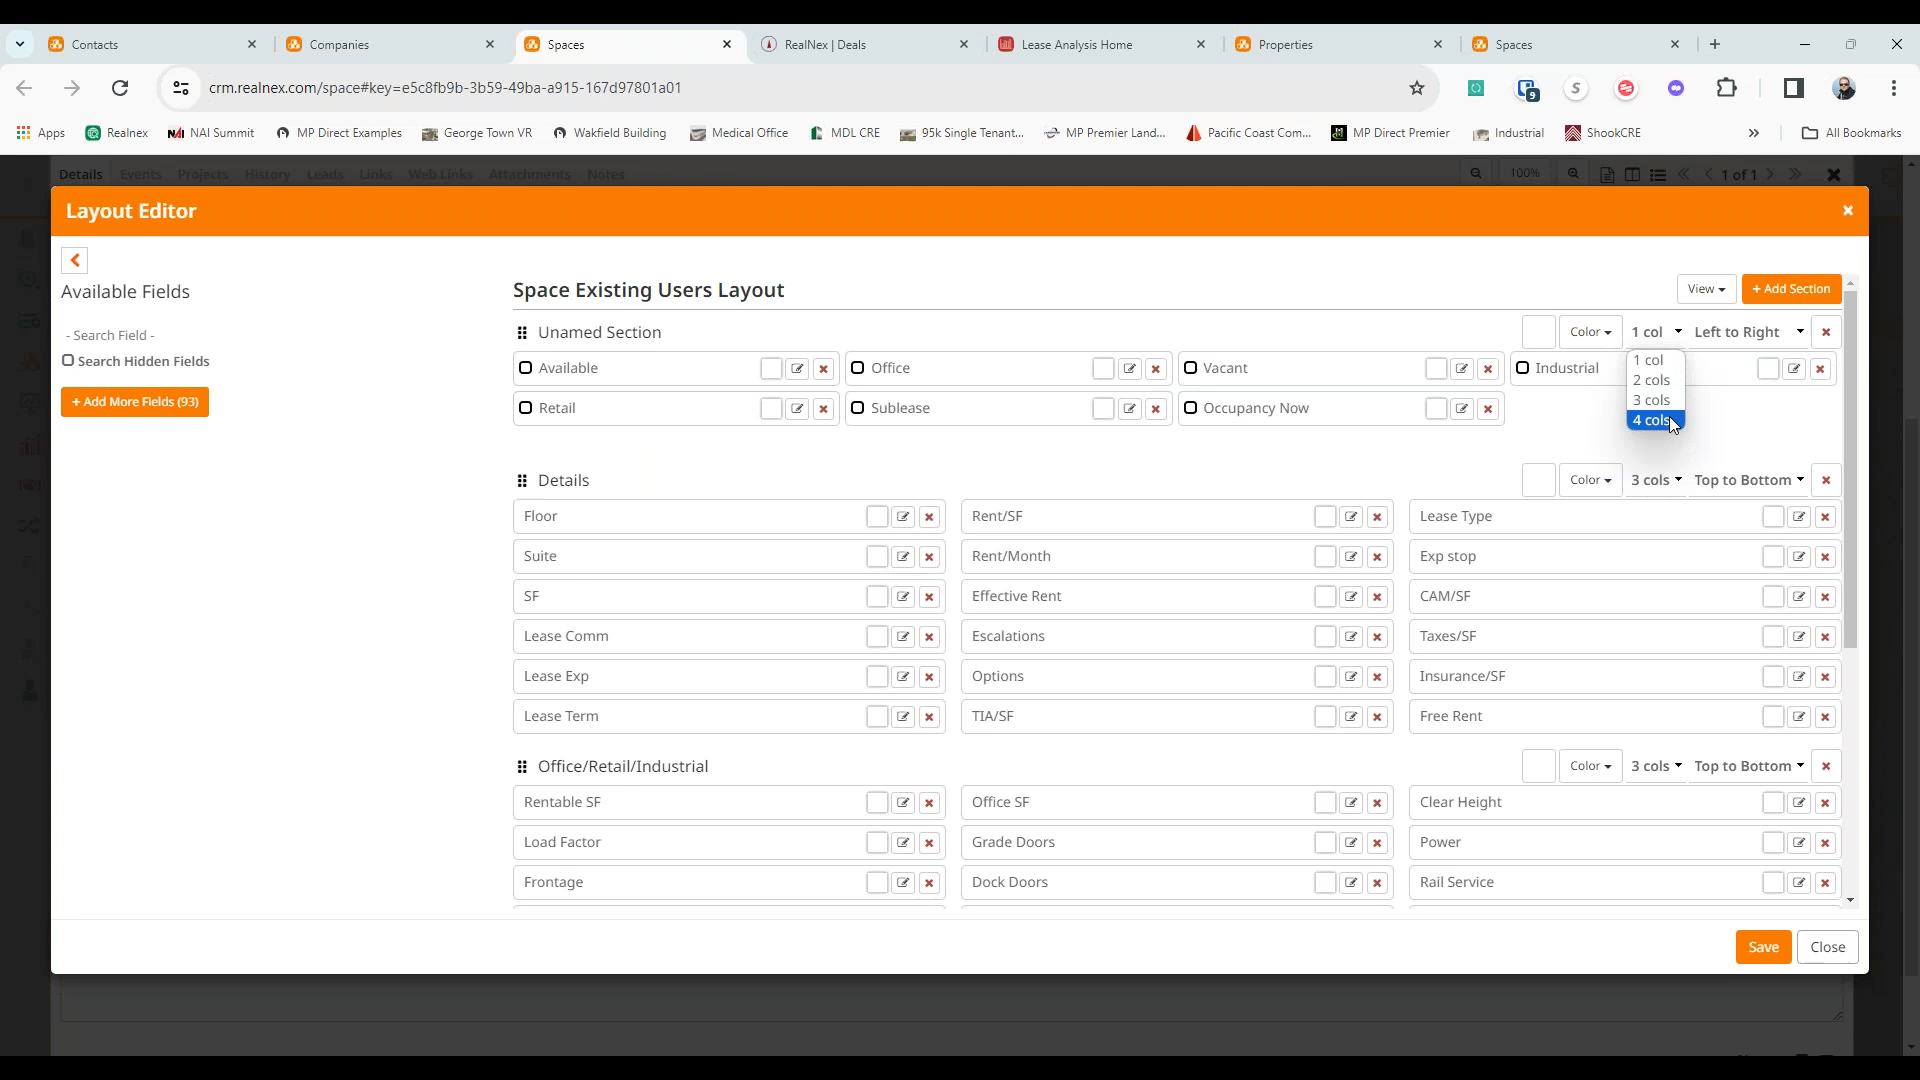 Contacts
Companies
Spaces
RealNex | Deals
Lease Analysis Home
Properties
Spaces
crm.realnex.com/space#key=e5c8fb9b-3b59-49ba-a915-167d97801a01
9
Apps
Realnex
NAI Summit
MP Direct Examples
George Town VR
Wakfield Building
Medical Office
MDL CRE
95k Single Tenant...
MP Premier Land...
Pacific Coast Com...
MP Direct Premier
Industrial
ShookCRE
All Bookmarks
Details Events Projects History Leads Links Web Links Attachments Notes
100%
1 of 1
Layout Editor
Available Fields
- Search Field -
Search Hidden Fields
+ Add More Fields (93)
Space Existing Users Layout
View
+ Add Section
Unamed Section
Color 1 col Left to Right
Available Office Vacant Industrial
Retail Sublease Occupancy Now
1 col
2 cols
3 cols
4 cols
Details
Color 3 cols Top to Bottom
Floor Rent/SF Lease Type
Suite Rent/Month Exp stop
SF Effective Rent CAM/SF
Lease Comm Escalations Taxes/SF
Lease Exp Options Insurance/SF
Lease Term TIA/SF Free Rent
Office/Retail/Industrial
Color 3 cols Top to Bottom
Rentable SF Office SF Clear Height
Load Factor Grade Doors Power
Frontage Dock Doors Rail Service
Save Close